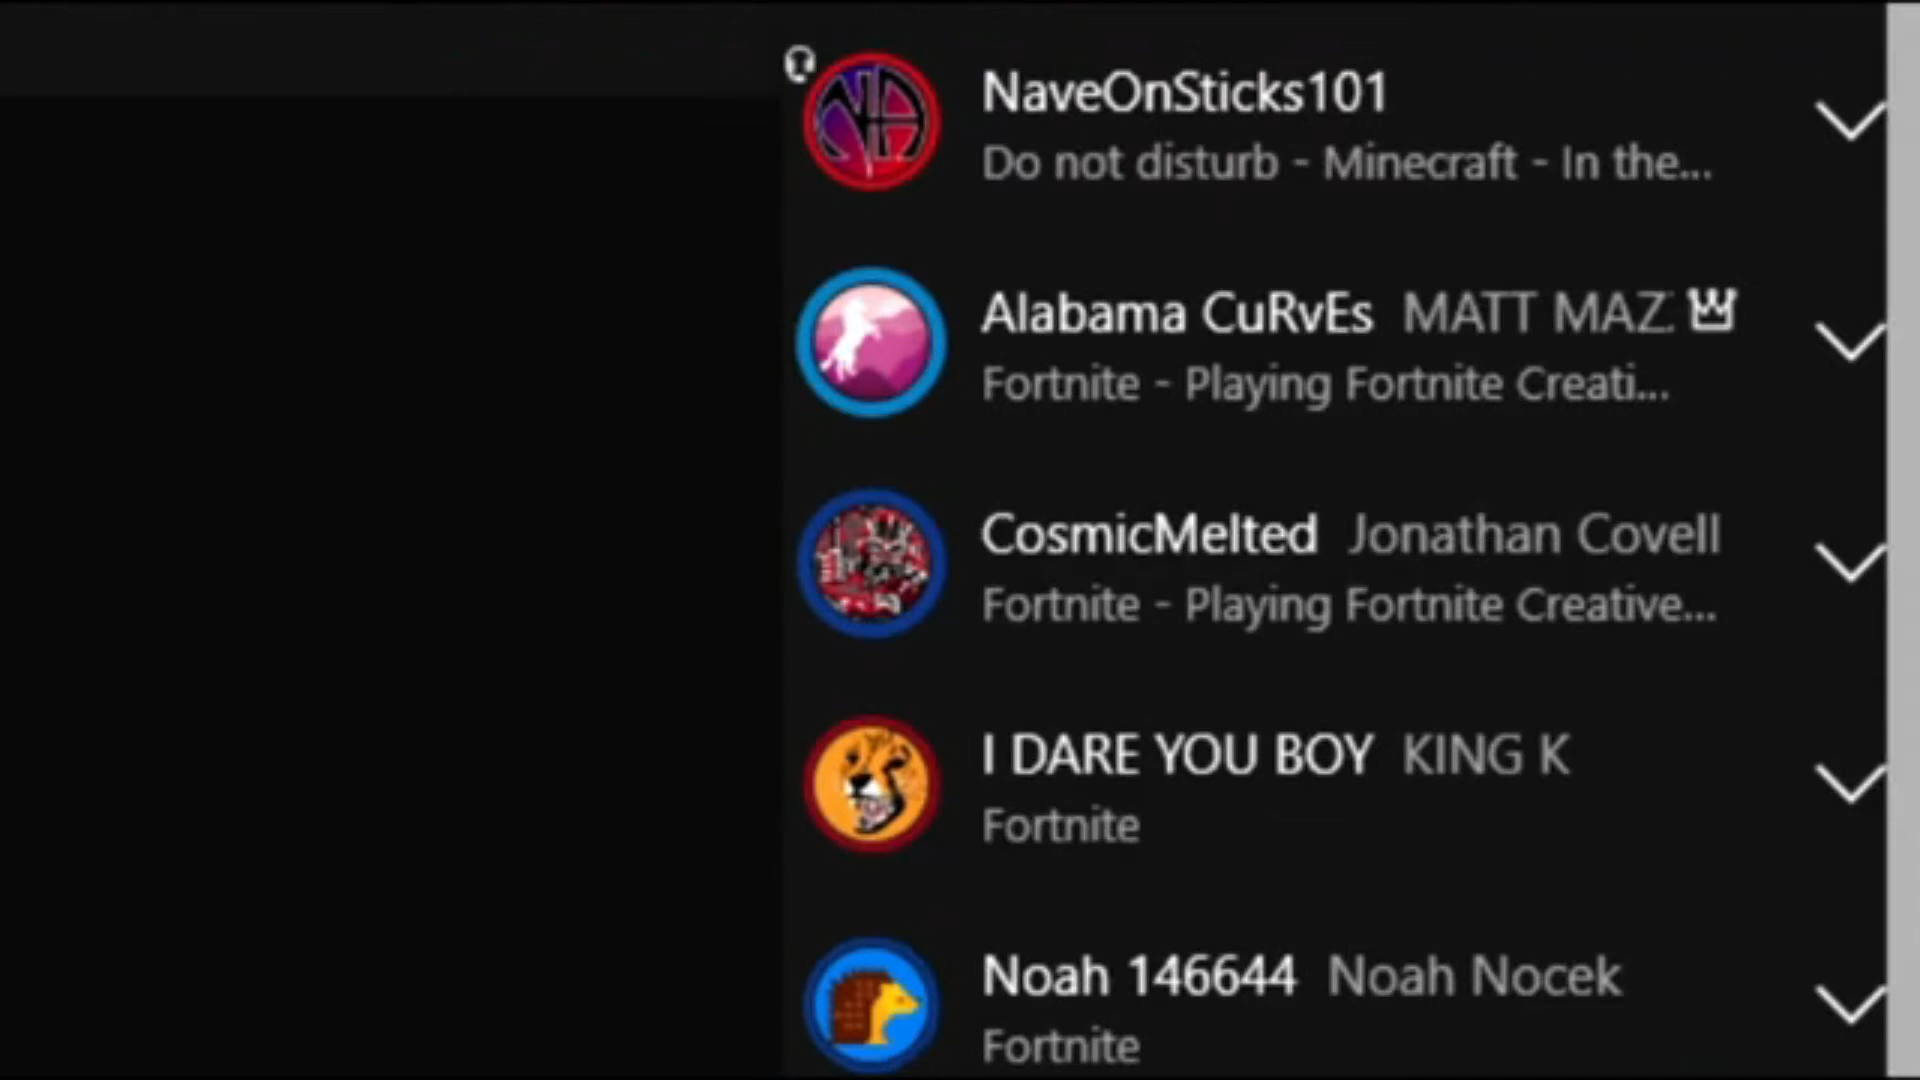 NaveOnSticks101
Do not disturb - Minecraft - In the...
Alabama CuRvEs MATT MAZ
Fortnite - Playing Fortnite Creati...
CosmicMelted Jonathan Covell
Fortnite - Playing Fortnite Creative...
I DARE YOU BOY KING K
Fortnite
Noah 146644 Noah Nocek
Fortnite